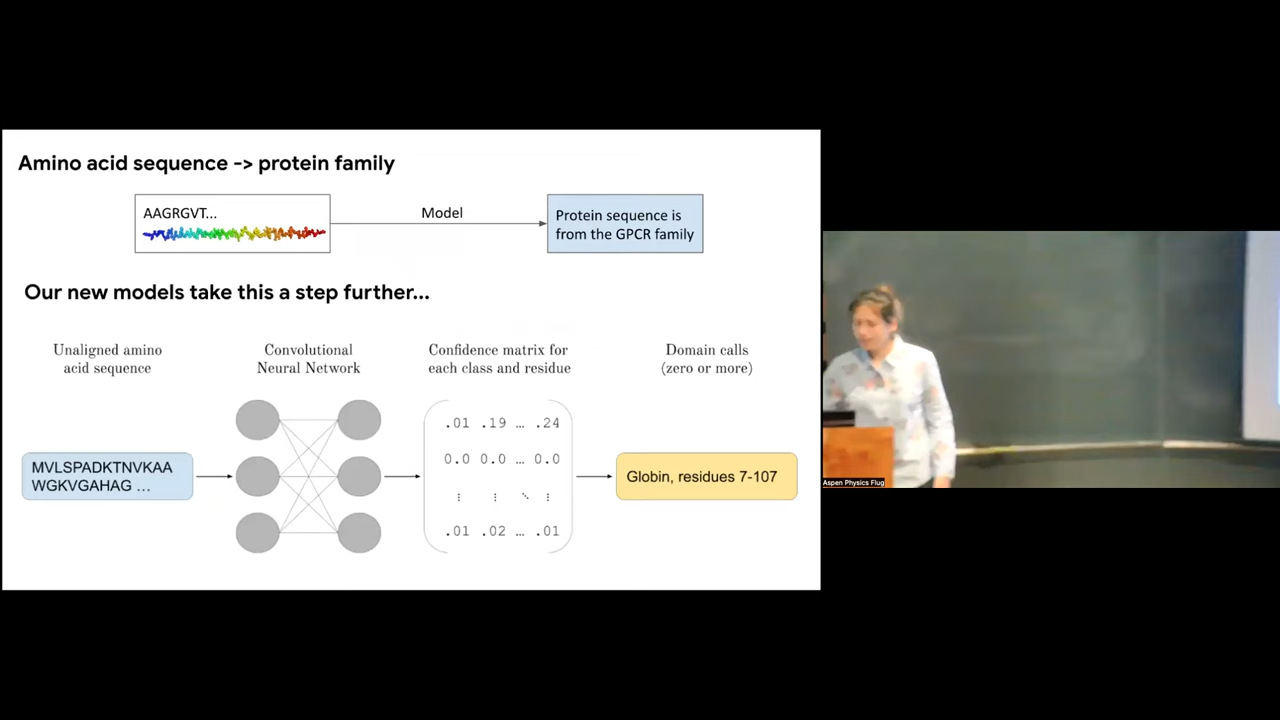 Amino acid sequence -> protein family
AAGRGVT...
Model
Protein sequence is
from the GPCR family
Our new models take this a step further...
Unaligned amino
acid sequence
Convolutional
Neural Network
Confidence matrix for
each class and residue
Domain calls
(zero or more)
MVLSPADKTNVKAA
WGKVGAHAG ...
.01 .19 … .24
0.0 0.0 … 0.0
⋮ ⋮ ⋱ ⋮
.01 .02 … .01
Globin, residues 7-107
Aspen Physics Flug